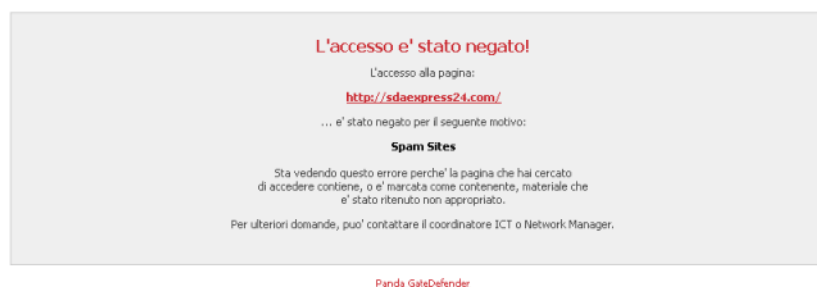 L'accesso e' stato negato!
L'accesso alla pagina:
http://sdaexpress24.com/
... e' stato negato per il seguente motivo:
Spam Sites
Sta vedendo questo errore perche' la pagina che hai cercato
di accedere contiene, o e' marcata come contenente, materiale che
e' stato ritenuto non appropriato.
Per ulteriori domande, puo' contattare il coordinatore ICT o Network Manager.
Panda GateDefender